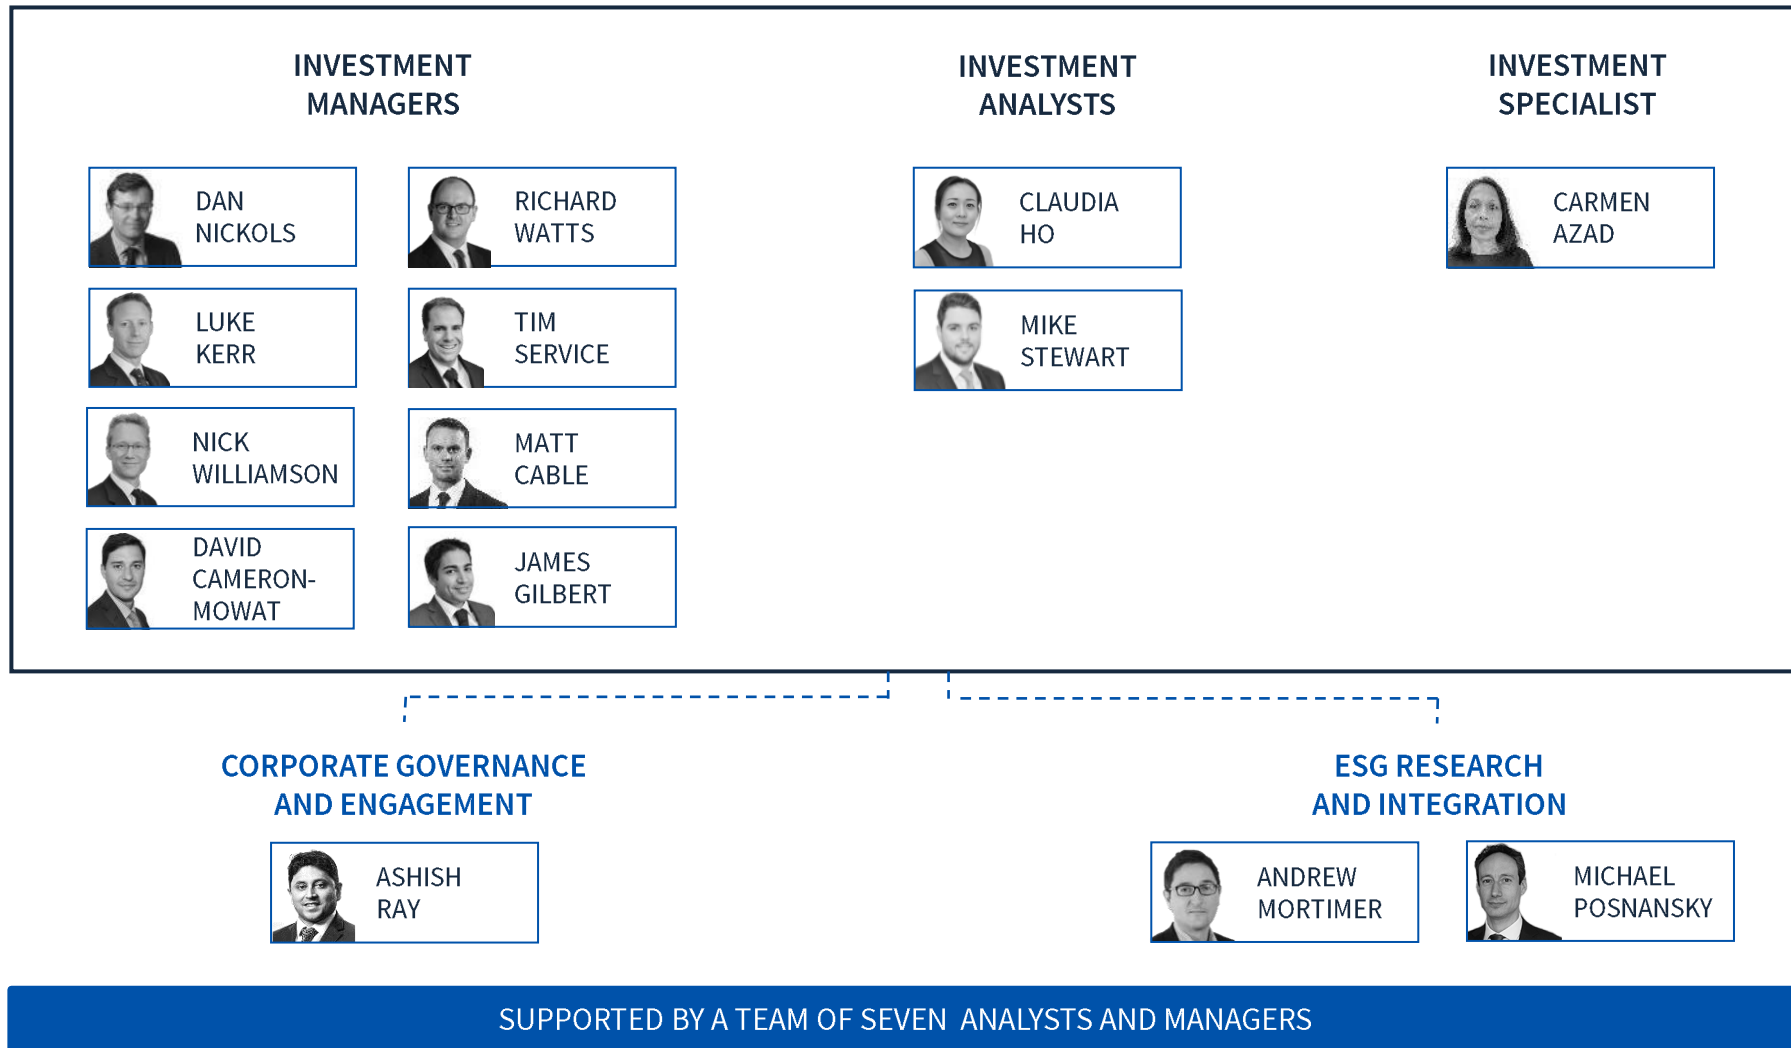 INVESTMENT
MANAGERS
DAN
NICKOLS
RICHARD
WATTS
LUKE
KERR
TIM
SERVICE
NICK
WILLIAMSON
MATT
CABLE
DAVID
CAMERON-
MOWAT
JAMES
GILBERT
INVESTMENT
ANALYSTS
CLAUDIA
HO
MIKE
STEWART
INVESTMENT
SPECIALIST
CARMEN
AZAD
CORPORATE GOVERNANCE
AND ENGAGEMENT
ASHISH
RAY
ESG RESEARCH
AND INTEGRATION
ANDREW
MORTIMER
MICHAEL
POSNANSKY
SUPPORTED BY A TEAM OF SEVEN  ANALYSTS AND MANAGERS